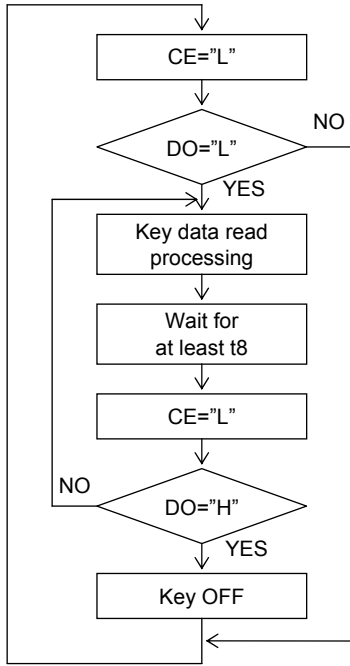 CE=”L”
NO
DO=”L”
YES
Key data read
processing
Wait for
at least t8
CE=”L”
NO
DO=”H”
YES
Key OFF